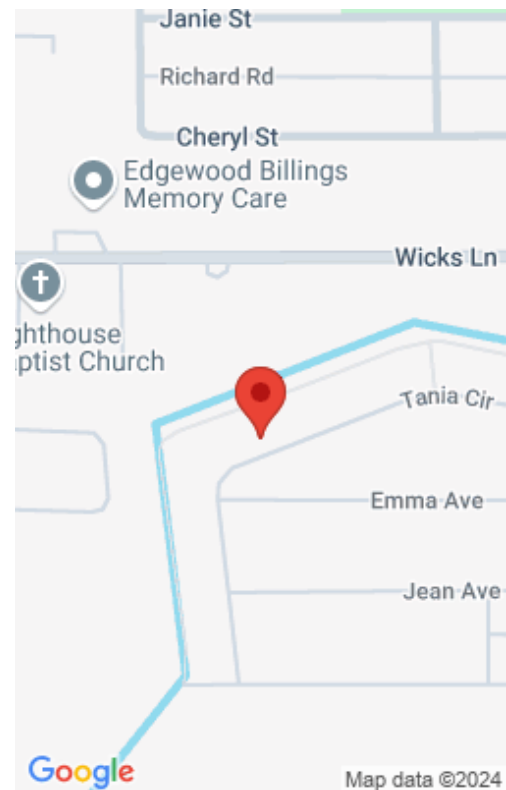 Janie St
Richard Rd
Cheryl St
Edgewood Billings
Memory Care
Wicks Ln
ghthouse
aptist Church
Tania Cir
Emma Ave
Jean Ave
Google
Map data ©2024